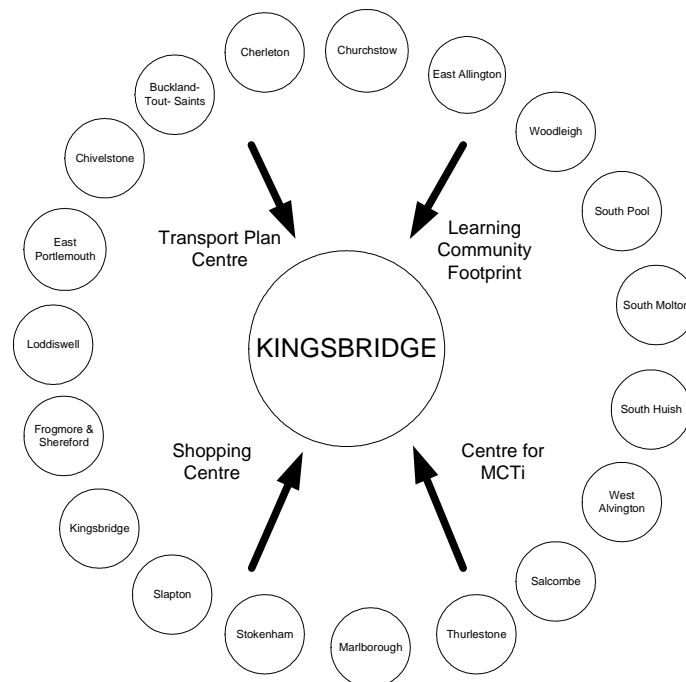 Cherleton
Churchstow
East Allington
Buckland-
Tout- Saints
Woodleigh
Chivelstone
South Pool
East
Portlemouth
Transport Plan
Centre
Learning
Community
Footprint
South Molton
Loddiswell
KINGSBRIDGE
South Huish
Frogmore &
Shereford
Shopping
Centre
Centre for
MCTi
West
Alvington
Kingsbridge
Salcombe
Slapton
Stokenham
Marlborough
Thurlestone